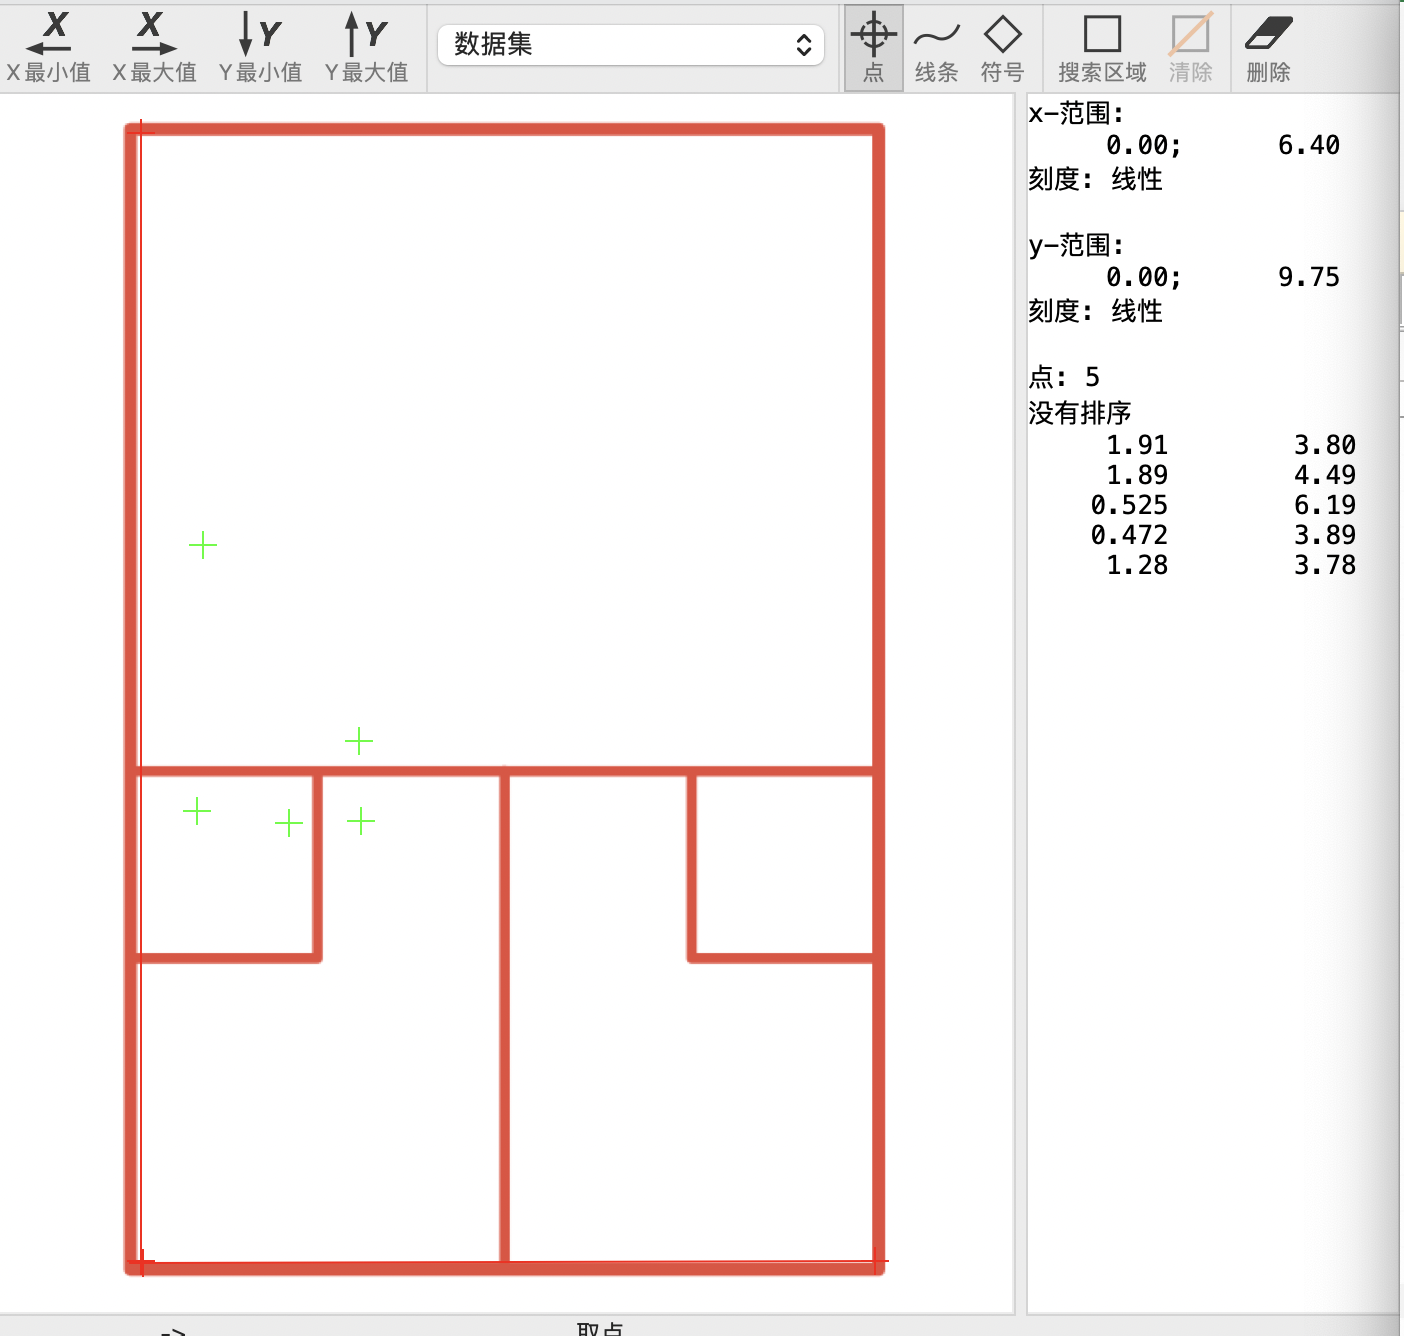 X Y Y
X最小值 X最大值 Y最小值 Y最大值 数据集 点 线条 符号 搜索区域 清除 删除
x-范围:
0.00; 6.40
刻度: 线性
y-范围:
0.00; 9.75
刻度: 线性
点: 5
没有排序
1.91 3.80
1.89 4.49
0.525 6.19
0.472 3.89
1.28 3.78
-> 取点